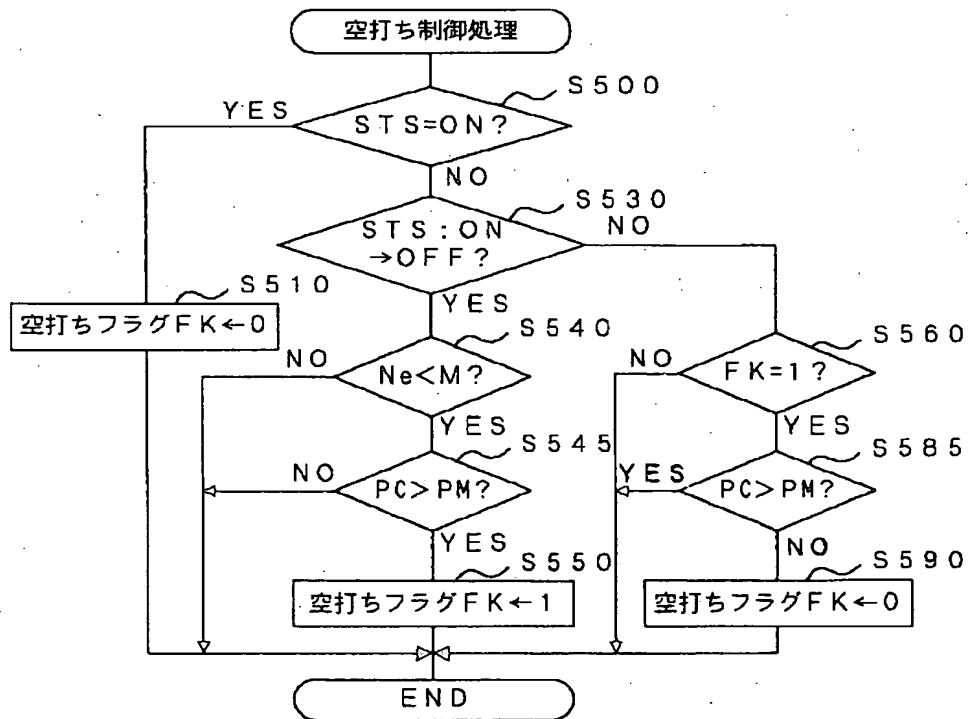 空打ち制御処理
S500
YES
STS=ON?
NO
S530
NO
STS:ON
→OFF?
S510
空打ちフラグFK←0
YES
S540
NO
Ne<M?
S560
NO
FK=1?
YES
S545
NO
PC>PM?
YES
S585
YES
PC>PM?
YES
S550
空打ちフラグFK←1
NO
S590
空打ちフラグFK←0
END